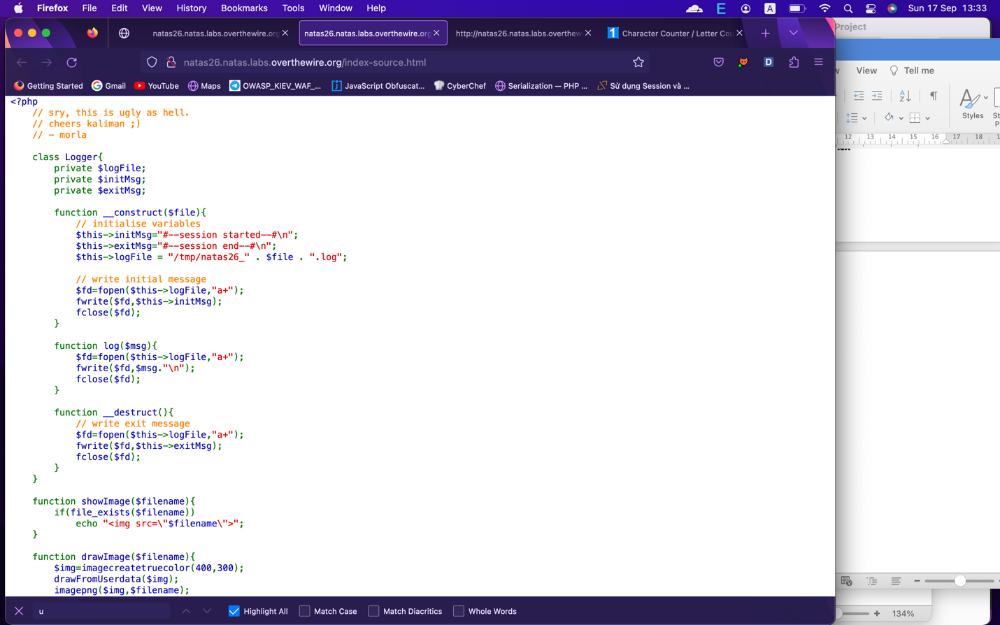 Firefox File Edit View History Bookmarks Tools Window Help
A
Sun 17 Sep 13:33
natas26.natas.labs.overthewire.org
natas26.natas.labs.overthewire.org
http://natas26.natas.labs.overthew
1 Character Counter / Letter Cou
Project
natas26.natas.labs.overthewire.org/index-source.html
D
View
Tell me
Getting Started
Gmail
YouTube
Maps
OWASP_KIEV_WAF_...
JavaScript Obfuscat...
CyberChef
Serialization — PHP ...
Sử dụng Session và ...
Styles
12 13 14 15 16 17 18
<?php
// sry, this is ugly as hell.
// cheers kaliman ;)
// - morla
class Logger{
private $logFile;
private $initMsg;
private $exitMsg;
function __construct($file){
// initialise variables
$this->initMsg="#--session started--#\n";
$this->exitMsg="#--session end--#\n";
$this->logFile = "/tmp/natas26_" . $file . ".log";
// write initial message
$fd=fopen($this->logFile,"a+");
fwrite($fd,$this->initMsg);
fclose($fd);
}
function log($msg){
$fd=fopen($this->logFile,"a+");
fwrite($fd,$msg."\n");
fclose($fd);
}
function __destruct(){
// write exit message
$fd=fopen($this->logFile,"a+");
fwrite($fd,$this->exitMsg);
fclose($fd);
}
}
function showImage($filename){
if(file_exists($filename))
echo "<img src=\"$filename\">";
}
function drawImage($filename){
$img=imagecreatetruecolor(400,300);
drawFromUserdata($img);
imagepng($img,$filename);
u
Highlight All
Match Case
Match Diacritics
Whole Words
134%